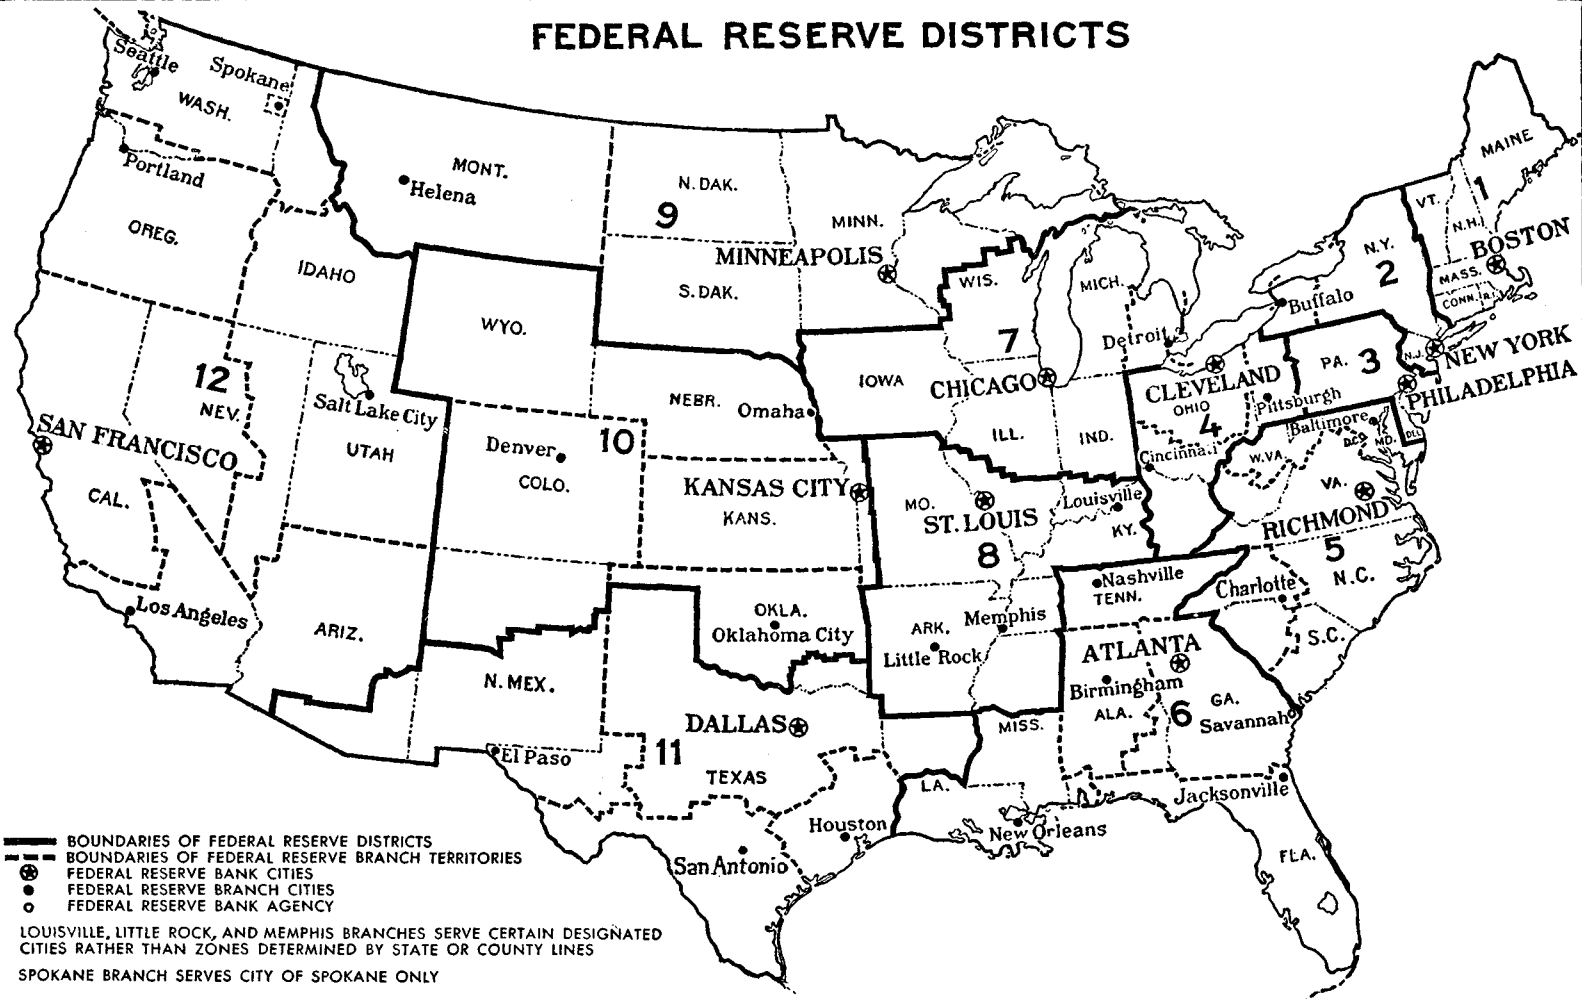 FEDERAL RESERVE DISTRICTS
Seattle
Spokane
WASH.
Portland
OREG.
IDAHO
MONT.
Helena
N. DAK.
9
MINN.
MINNEAPOLIS
S. DAK.
WYO.
WIS.
MICH.
7
Detroit
IOWA
CHICAGO
ILL.
IND.
MAINE
VT.
1
N.H.
BOSTON
MASS.
CONN.
R.I.
N.Y.
2
Buffalo
NEW YORK
N.J.
PA.
3
PHILADELPHIA
CLEVELAND
OHIO
4
Pittsburgh
Cincinnati
Baltimore
D.C.
MD.
DEL.
W.VA.
VA.
RICHMOND
5
N.C.
Charlotte
S.C.
12
NEV.
SAN FRANCISCO
CAL.
Los Angeles
Salt Lake City
UTAH
ARIZ.
NEBR.
Omaha
Denver
10
COLO.
KANSAS CITY
KANS.
MO.
ST. LOUIS
8
Louisville
KY.
Nashville
TENN.
Memphis
ARK.
Little Rock
OKLA.
Oklahoma City
N. MEX.
El Paso
DALLAS
11
TEXAS
Houston
San Antonio
LA.
New Orleans
MISS.
ATLANTA
Birmingham
ALA.
6
GA.
Savannah
Jacksonville
FLA.
BOUNDARIES OF FEDERAL RESERVE DISTRICTS
BOUNDARIES OF FEDERAL RESERVE BRANCH TERRITORIES
FEDERAL RESERVE BANK CITIES
FEDERAL RESERVE BRANCH CITIES
FEDERAL RESERVE BANK AGENCY
LOUISVILLE, LITTLE ROCK, AND MEMPHIS BRANCHES SERVE CERTAIN DESIGNATED
CITIES RATHER THAN ZONES DETERMINED BY STATE OR COUNTY LINES
SPOKANE BRANCH SERVES CITY OF SPOKANE ONLY